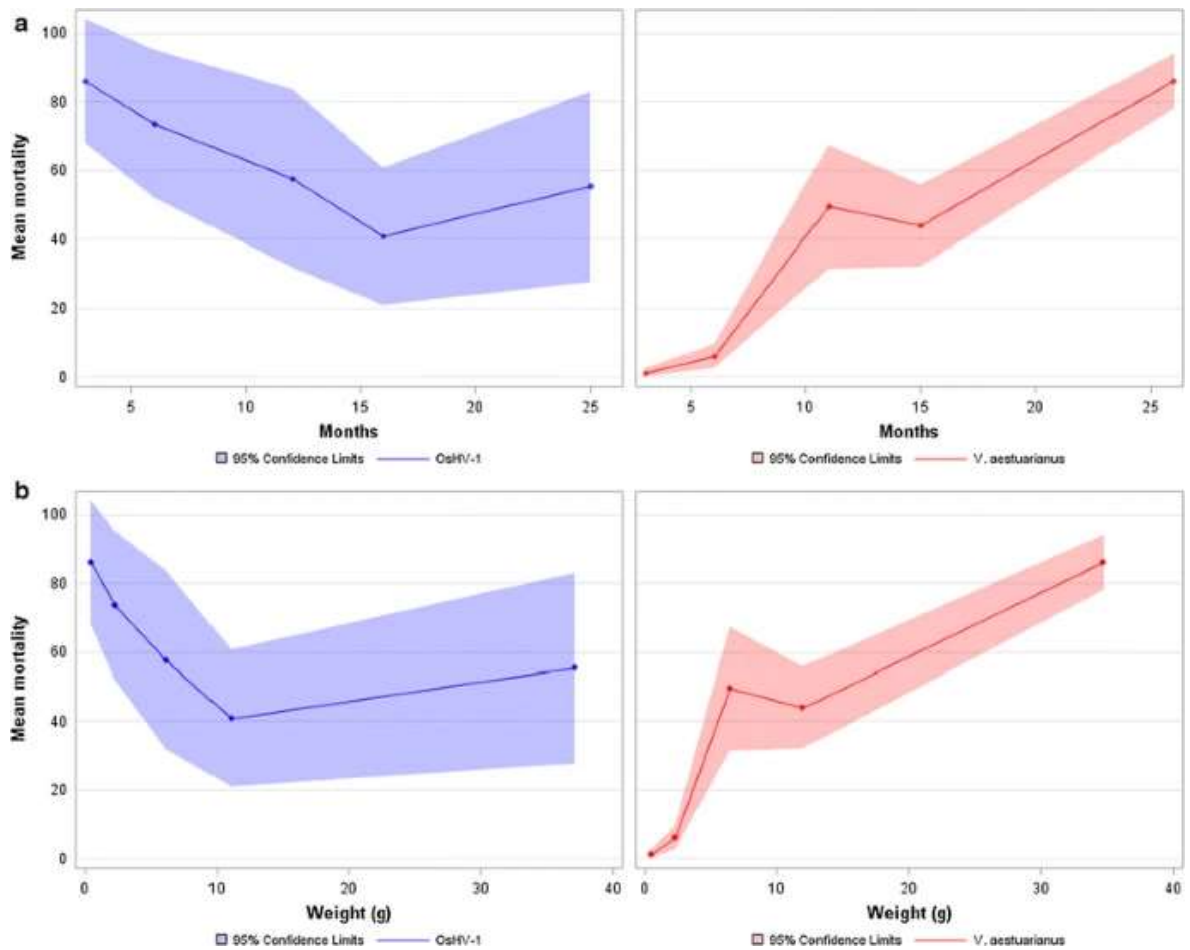 a
Mean mortality
100
80
60
40
20
0
5 10 15 20 25
Months
95% Confidence Limits OsHV-1
5 10 15 20 25
Months
95% Confidence Limits V. aestuarianus
b
Mean mortality
100
80
60
40
20
0
0 10 20 30 40
Weight (g)
95% Confidence Limits OsHV-1
0 10 20 30 40
Weight (g)
95% Confidence Limits V. aestuarianus